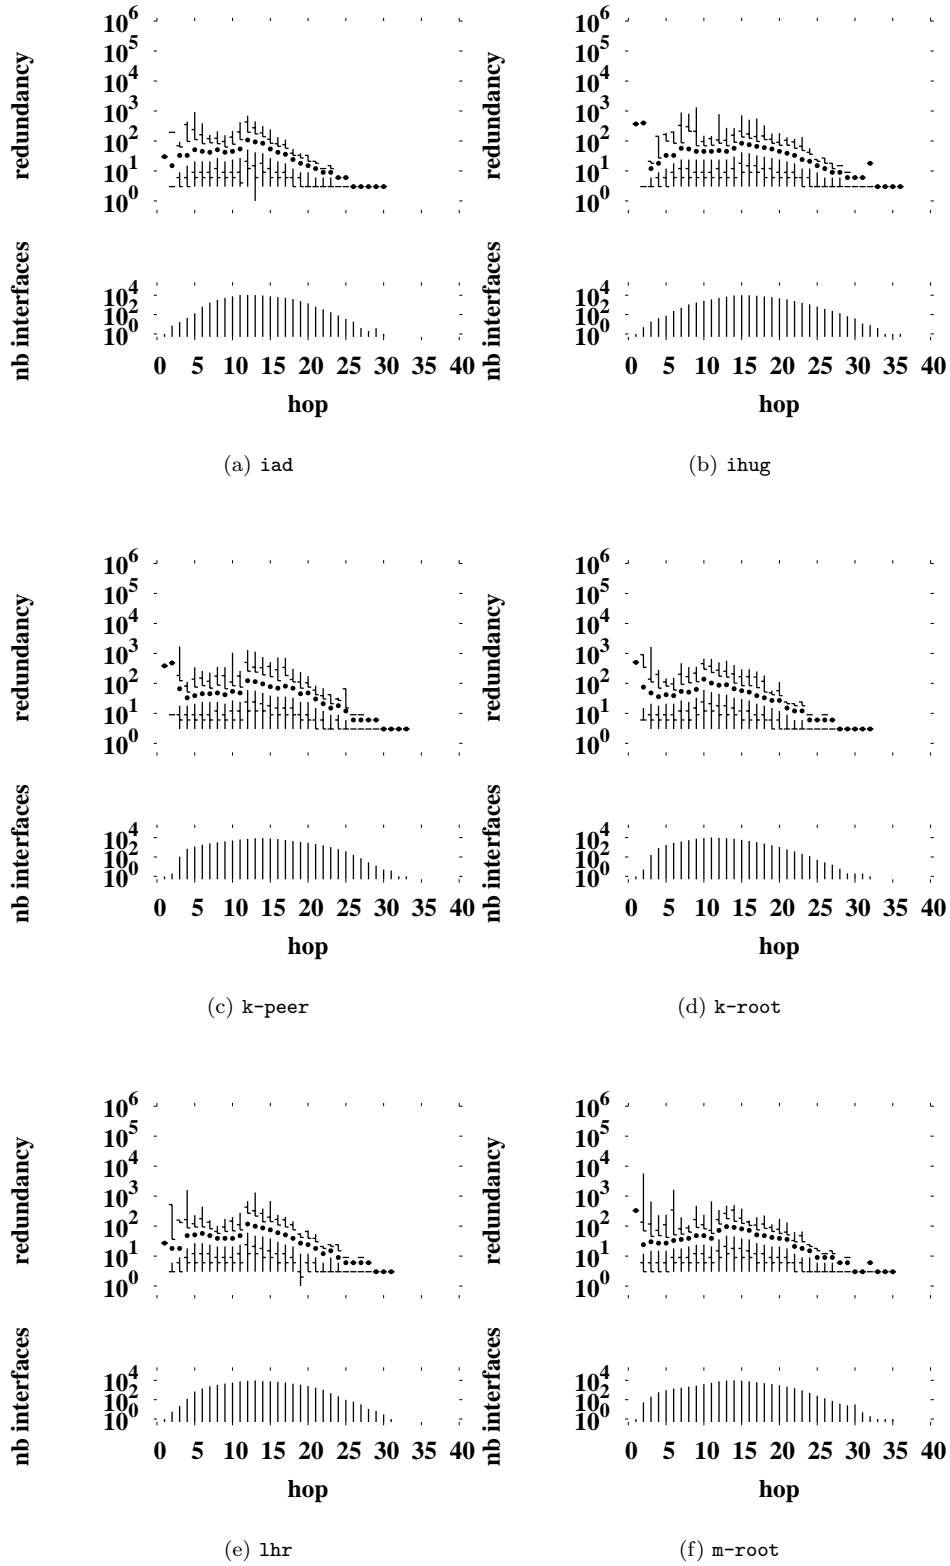 10^6 10^6
10^5 10^5
10^4 10^4
10^3 10^3
10^2 10^2
10^1 10^1
10^0 10^0
redundancy redundancy
10^4 10^4
10^2 10^2
10^0 10^0
nb interfaces nb interfaces
0 5 10 15 20 25 30 35 40 0 5 10 15 20 25 30 35 40
hop hop
(a) iad (b) ihug
10^6 10^6
10^5 10^5
10^4 10^4
10^3 10^3
10^2 10^2
10^1 10^1
10^0 10^0
redundancy redundancy
10^4 10^4
10^2 10^2
10^0 10^0
nb interfaces nb interfaces
0 5 10 15 20 25 30 35 40 0 5 10 15 20 25 30 35 40
hop hop
(c) k-peer (d) k-root
10^6 10^6
10^5 10^5
10^4 10^4
10^3 10^3
10^2 10^2
10^1 10^1
10^0 10^0
redundancy redundancy
10^4 10^4
10^2 10^2
10^0 10^0
nb interfaces nb interfaces
0 5 10 15 20 25 30 35 40 0 5 10 15 20 25 30 35 40
hop hop
(e) lhr (f) m-root